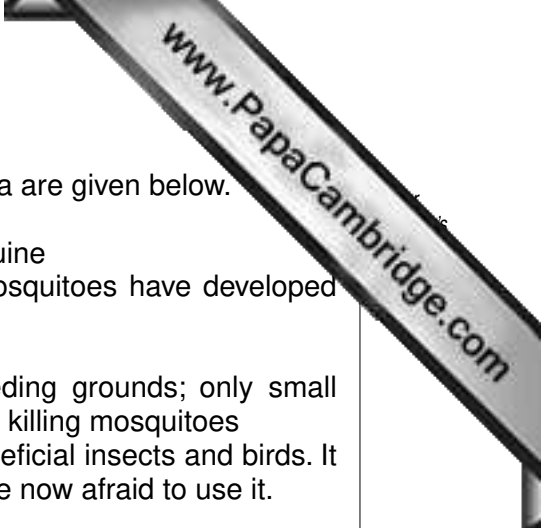 www.PapaCambridge.com
a are given below.
uine
osquitoes have developed
ding grounds; only small
killing mosquitoes
eficial insects and birds. It
e now afraid to use it.